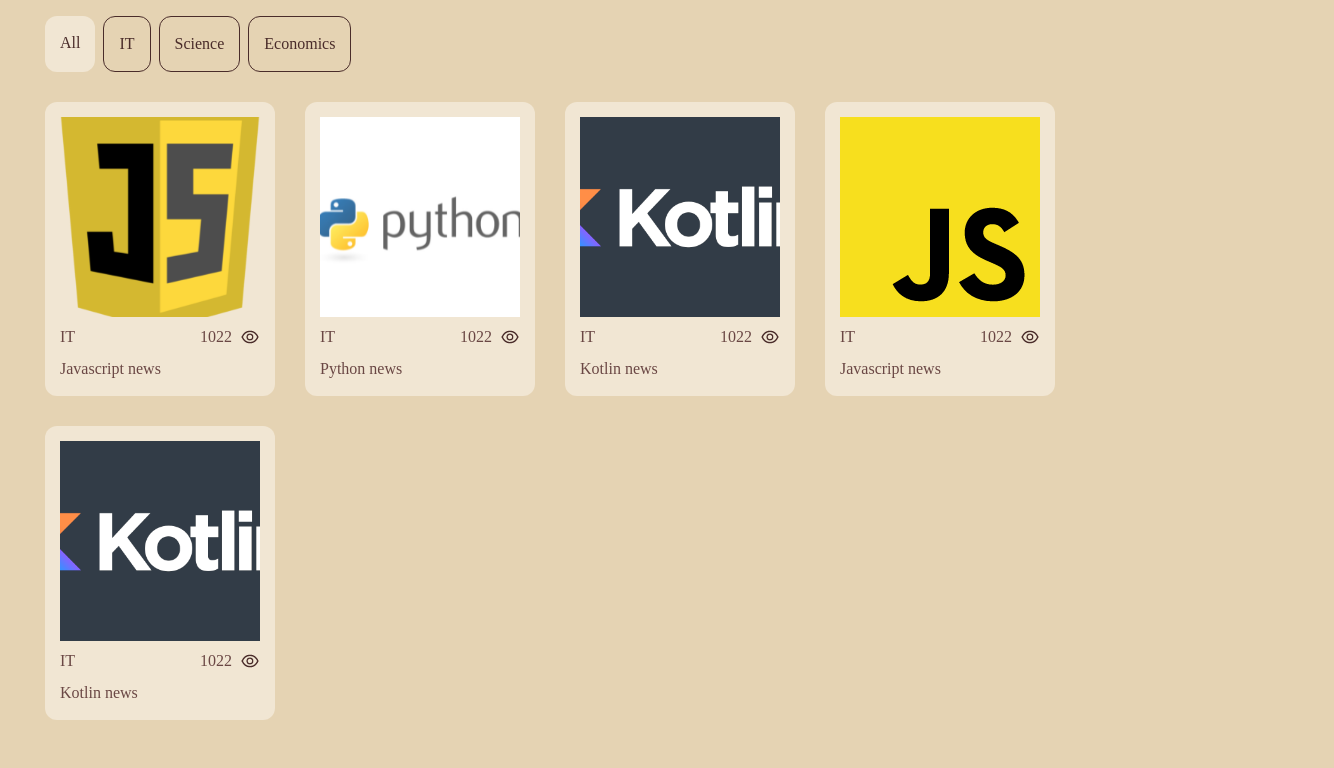 All
IT
Science
Economics
JS
python
Kotlin
JS
IT 1022
IT 1022
IT 1022
IT 1022
Javascript news
Python news
Kotlin news
Javascript news
Kotlin
IT 1022
Kotlin news